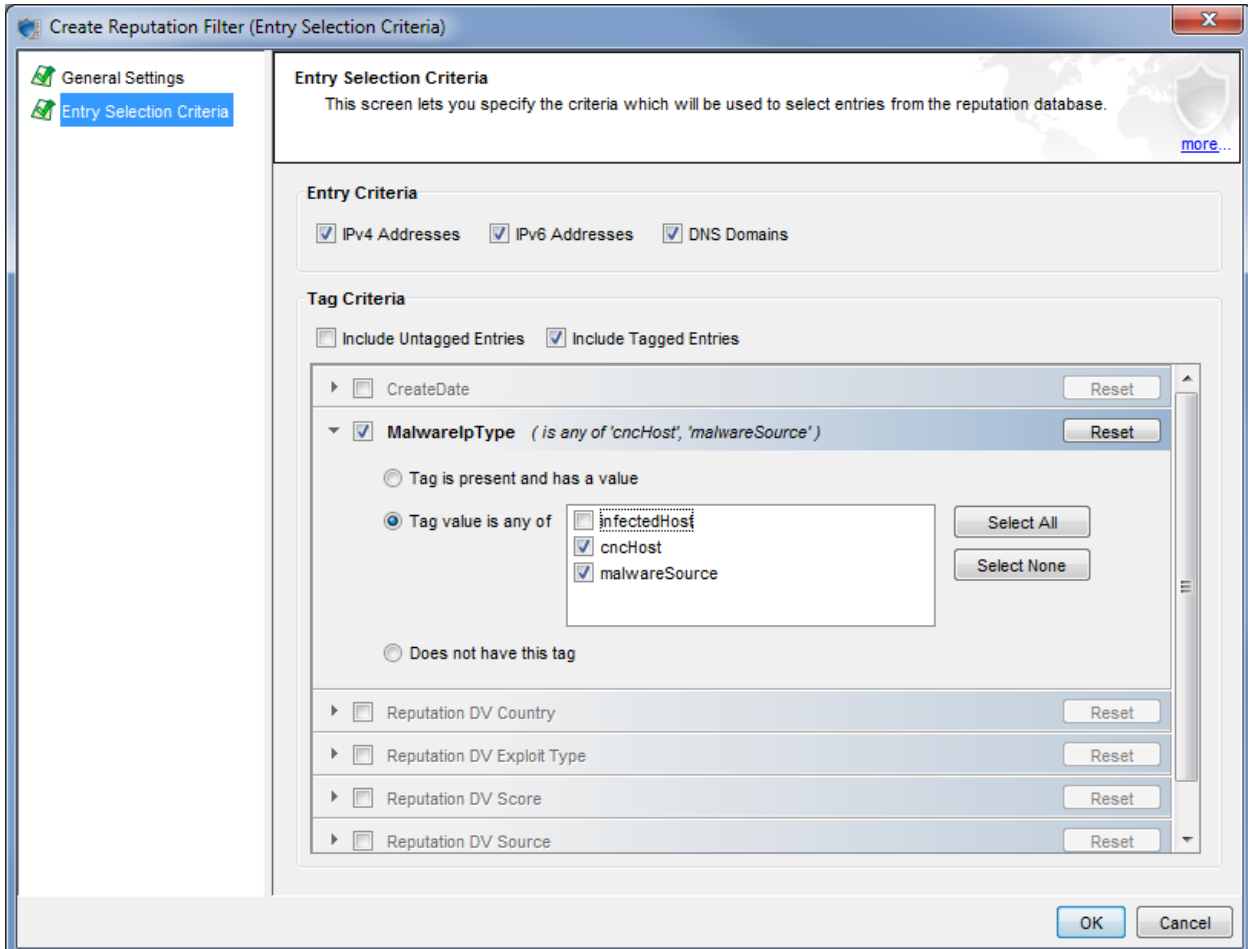 Create Reputation Filter (Entry Selection Criteria)
General Settings
Entry Selection Criteria
Entry Selection Criteria
This screen lets you specify the criteria which will be used to select entries from the reputation database.
more...
Entry Criteria
IPv4 Addresses IPv6 Addresses DNS Domains
Tag Criteria
Include Untagged Entries Include Tagged Entries
CreateDate Reset
MalwareIpType ( is any of 'cncHost', 'malwareSource' ) Reset
Tag is present and has a value
Tag value is any of infectedHost Select All
cncHost
malwareSource Select None
Does not have this tag
Reputation DV Country Reset
Reputation DV Exploit Type Reset
Reputation DV Score Reset
Reputation DV Source Reset
OK Cancel